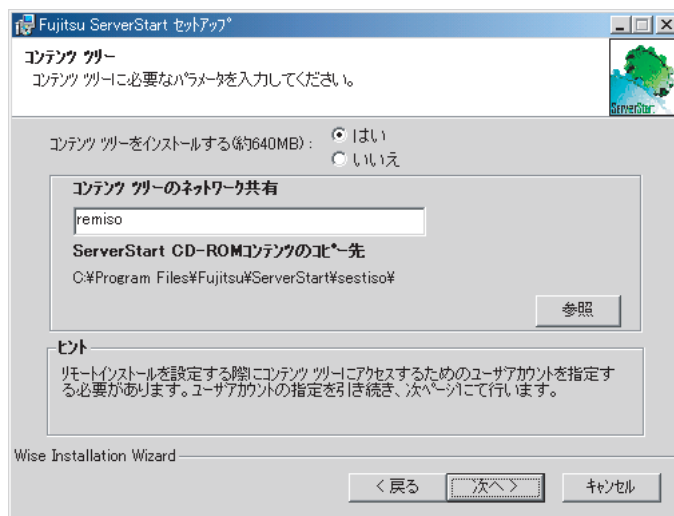 Fujitsu ServerStart セットアップ
コンテンツ ツリー
コンテンツ ツリーに必要なパラメータを入力してください。
ServerStart
コンテンツ ツリーをインストールする(約640MB):
はい
いいえ
コンテンツ ツリーのネットワーク共有
remiso
ServerStart CD-ROMコンテンツのコピー先
C:¥Program Files¥Fujitsu¥ServerStart¥sestiso¥
参照
ヒント
リモートインストールを設定する際にコンテンツ ツリーにアクセスするためのユーザアカウントを指定す
る必要があります。ユーザアカウントの指定を引き続き、次ページにて行います。
Wise Installation Wizard
< 戻る
次へ >
キャンセル